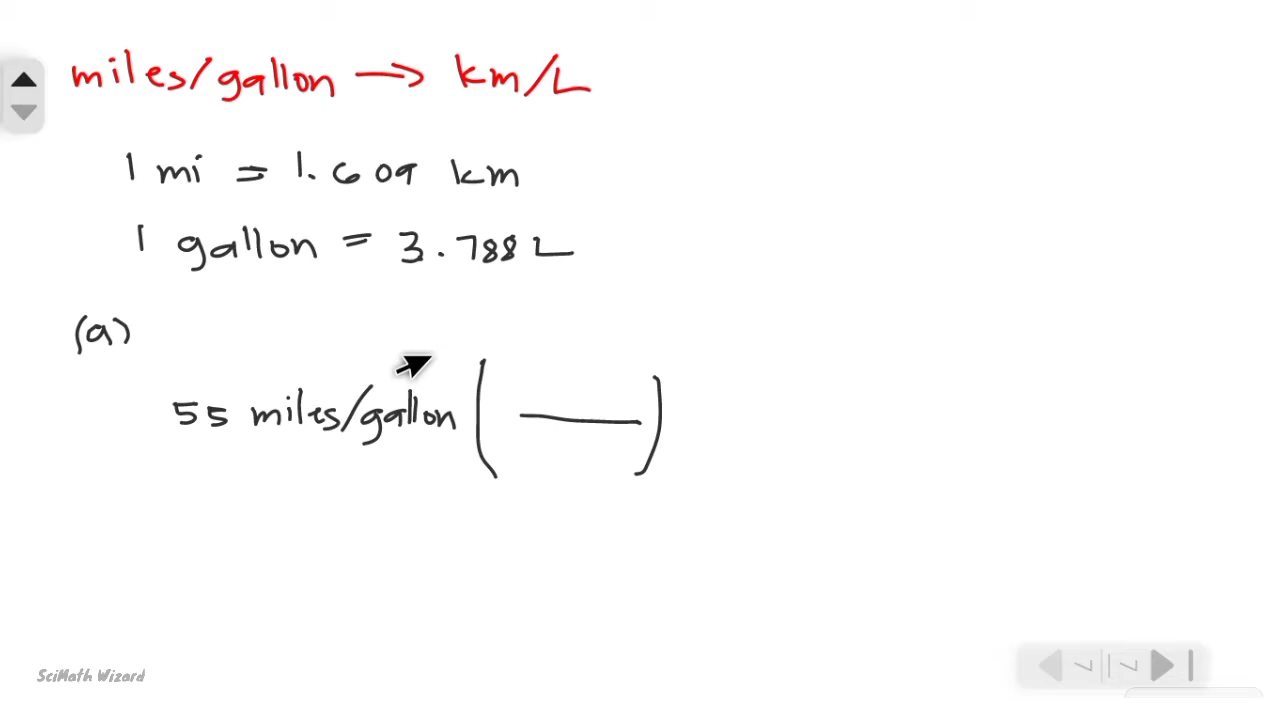 miles/gallon → km/L
1 mi = 1.609 km
1 gallon = 3.788 L
(a)
55 miles/gallon ( ― )
SciMath Wizard